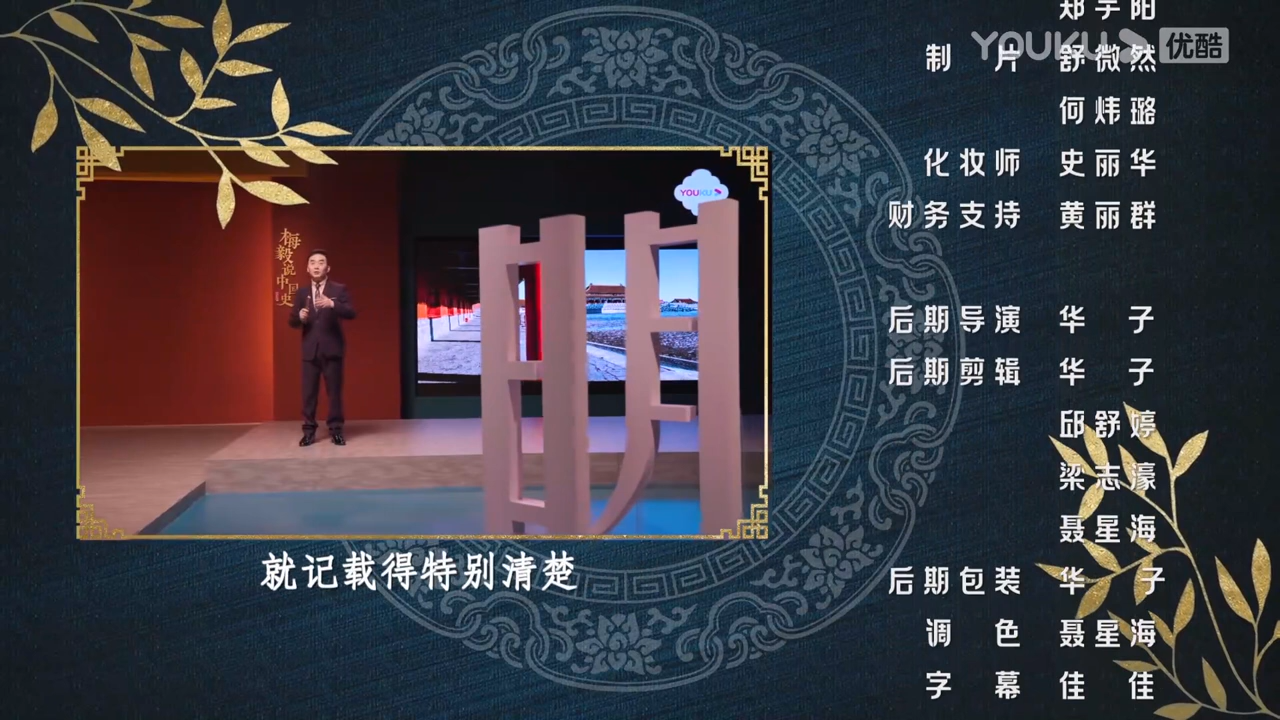 YOUKU 优酷
YOUKU
梅毅说中国史
明
就记载得特别清楚
郑宇阳
制片 舒微然
何炜璐
化妆师 史丽华
财务支持 黄丽群
后期导演 华子
后期剪辑 华子
邱舒婷
梁志濠
聂星海
后期包装 华子
调色 聂星海
字幕 佳佳